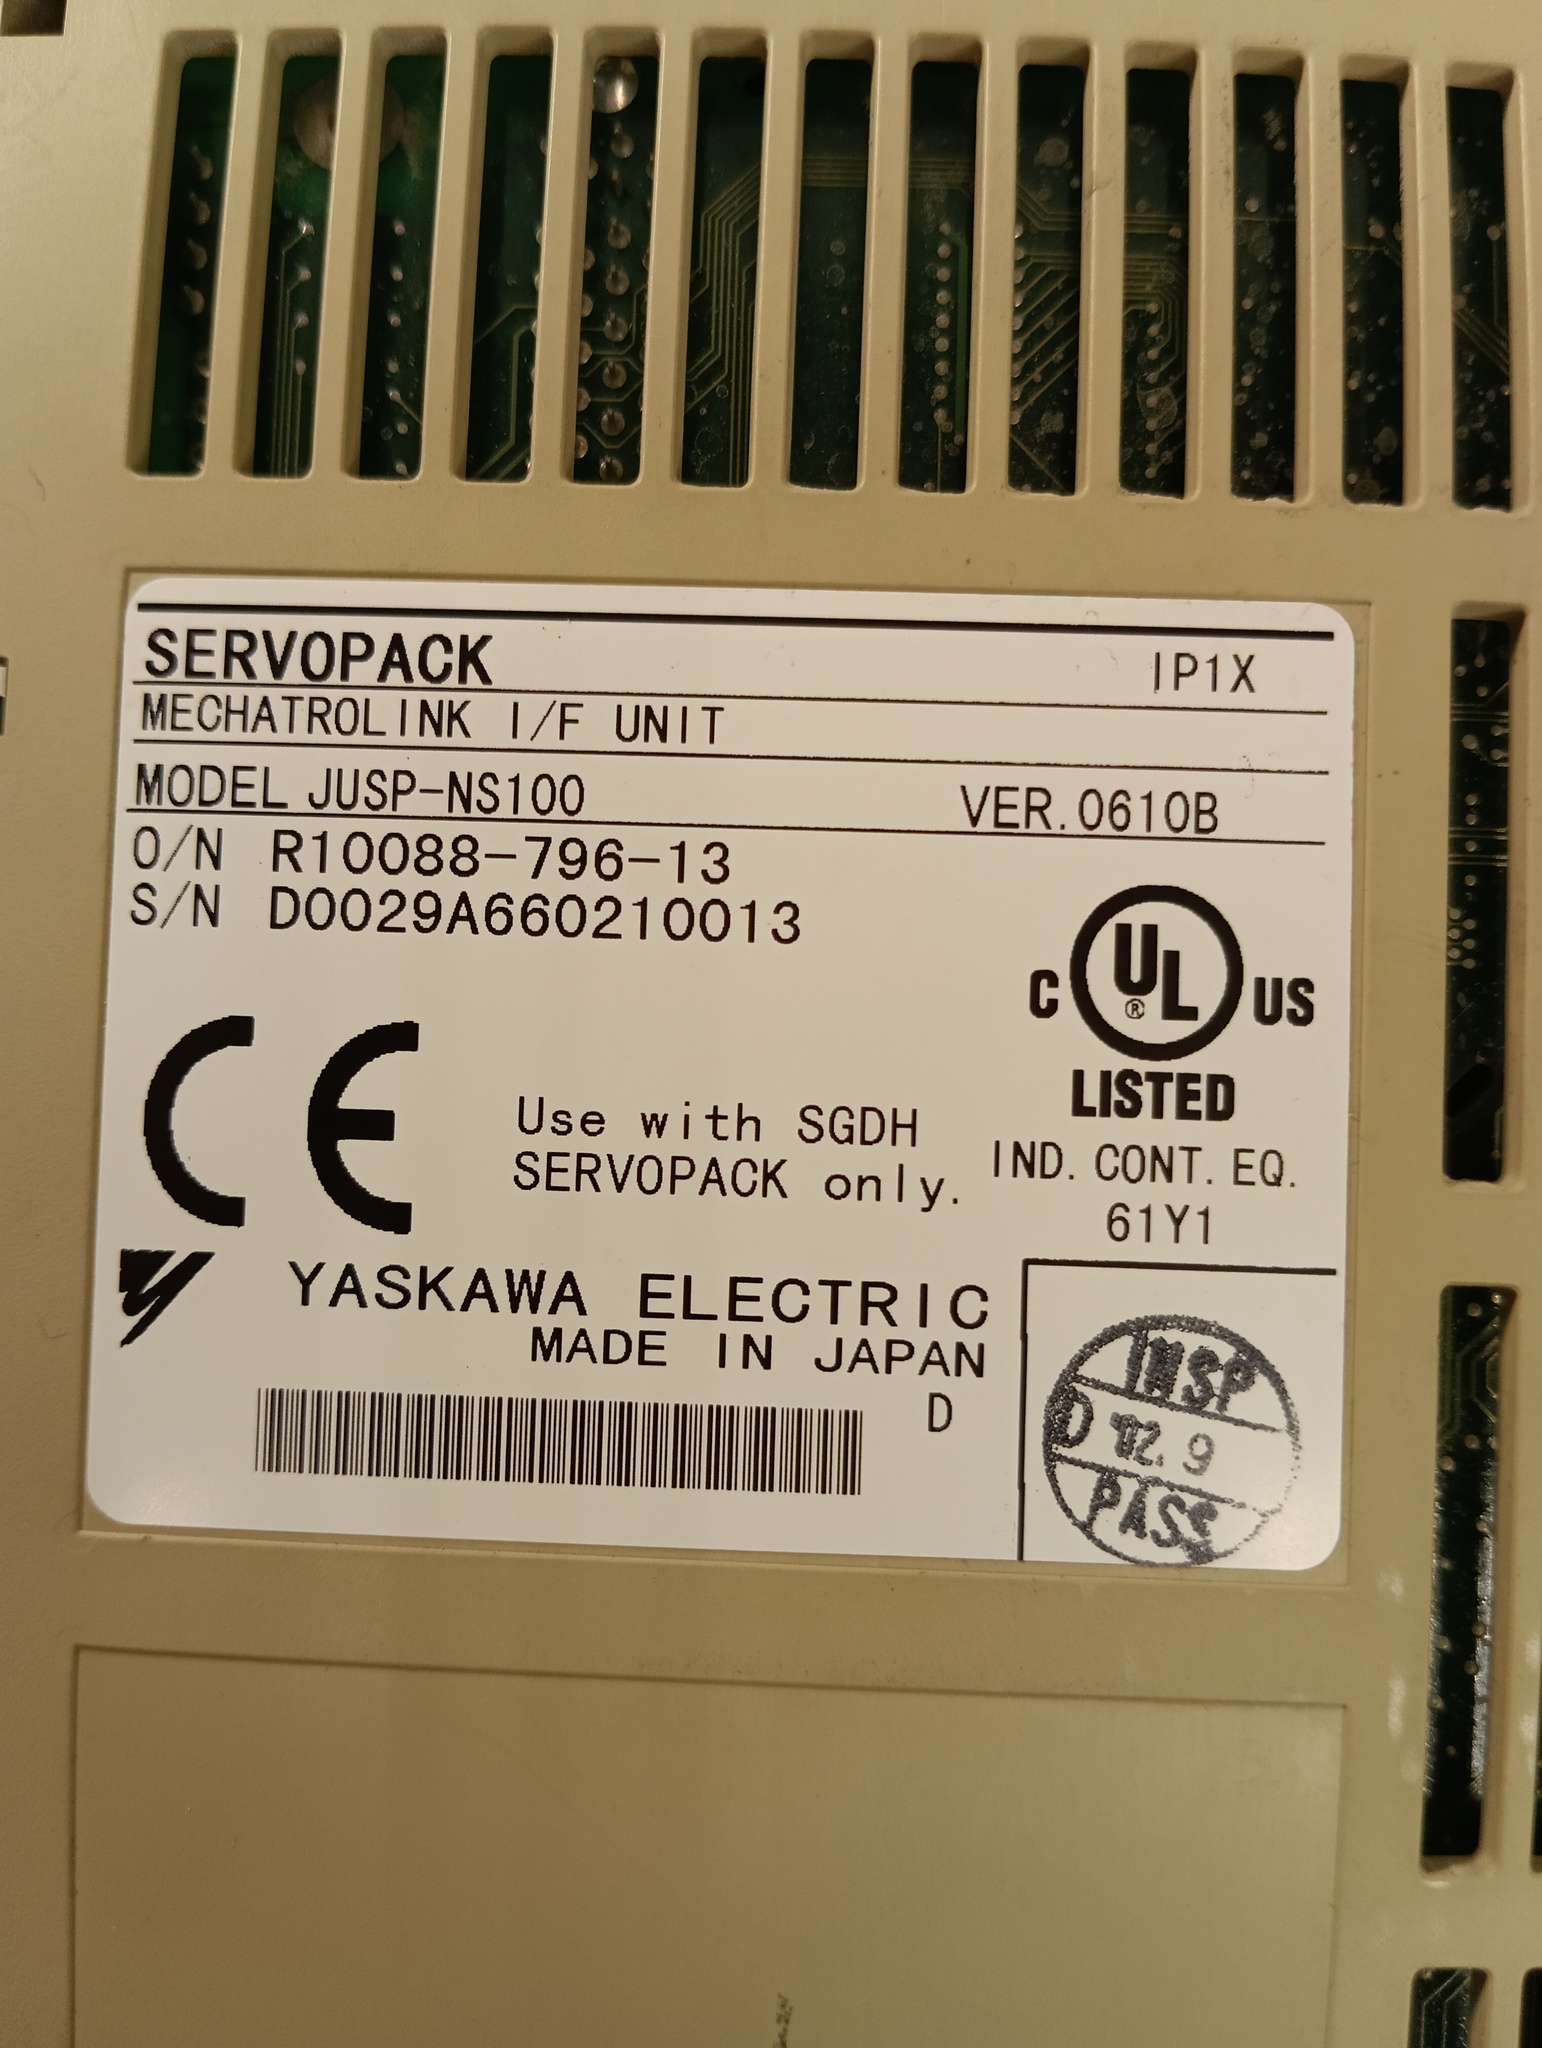 SERVOPACK IP1X
MECHATROLINK I/F UNIT
MODEL JUSP-NS100 VER.0610B
O/N R10088-796-13
S/N D0029A660210013
C UL US
®
LISTED
IND. CONT. EQ.
61Y1
CE
Use with SGDH
SERVOPACK only.
YASKAWA ELECTRIC
MADE IN JAPAN
D
INSP
D '02. 9
PASS